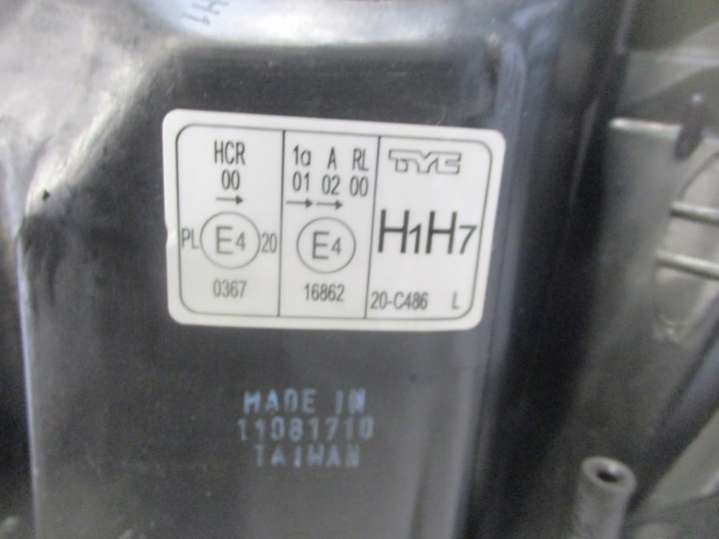 HCR
00
PL E4 20
0367
1a A RL
01 02 00
E4
16862
TYC
H1H7
20-C486 L
MADE IN
11081710
TAIWAN